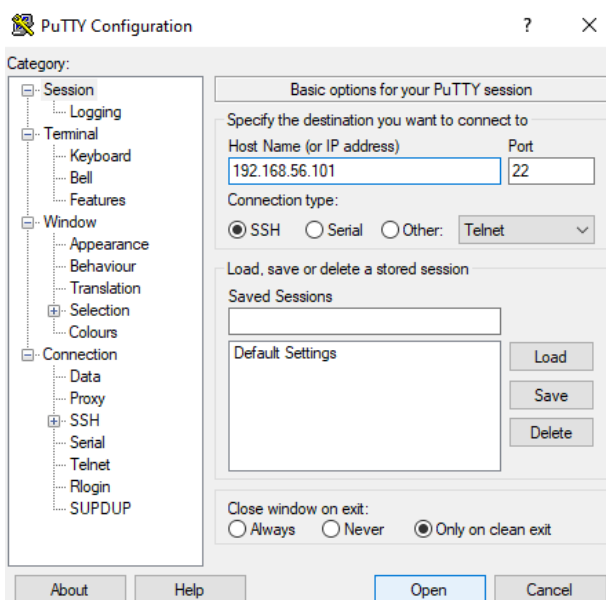 PuTTY Configuration
?
Category:
Session
Logging
Terminal
Keyboard
Bell
Features
Window
Appearance
Behaviour
Translation
Selection
Colours
Connection
Data
Proxy
SSH
Serial
Telnet
Rlogin
SUPDUP
Basic options for your PuTTY session
Specify the destination you want to connect to
Host Name (or IP address) Port
192.168.56.101 22
Connection type:
SSH Serial Other: Telnet
Load, save or delete a stored session
Saved Sessions
Default Settings
Load
Save
Delete
Close window on exit:
Always Never Only on clean exit
About Help Open Cancel